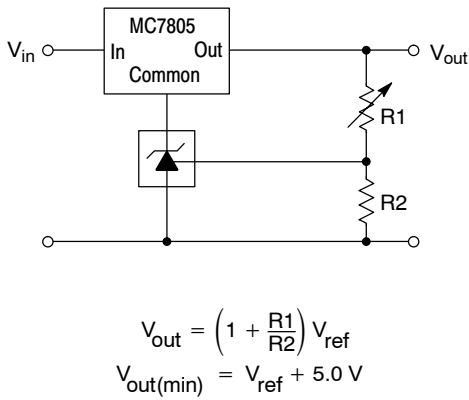 MC7805
V_in In Out V_out
Common
R1
R2
V_out = (1 + R1/R2) V_ref
V_out(min) = V_ref + 5.0 V